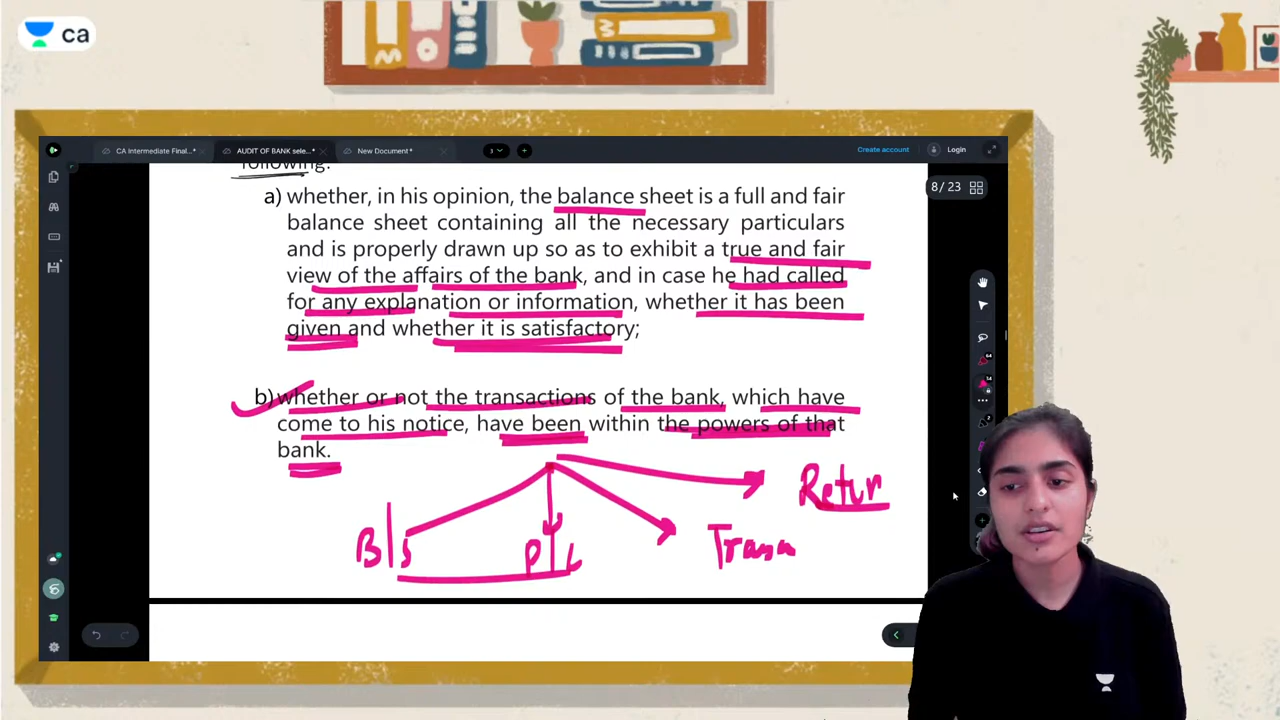 ca
CA Intermediate Final...*
AUDIT OF BANK sele...*
New Document*
Create account
Login
8 / 23
following:
a) whether, in his opinion, the balance sheet is a full and fair
balance sheet containing all the necessary particulars
and is properly drawn up so as to exhibit a true and fair
view of the affairs of the bank, and in case he had called
for any explanation or information, whether it has been
given and whether it is satisfactory;
b) whether or not the transactions of the bank, which have
come to his notice, have been within the powers of that
bank.
B/S
P L
Retur